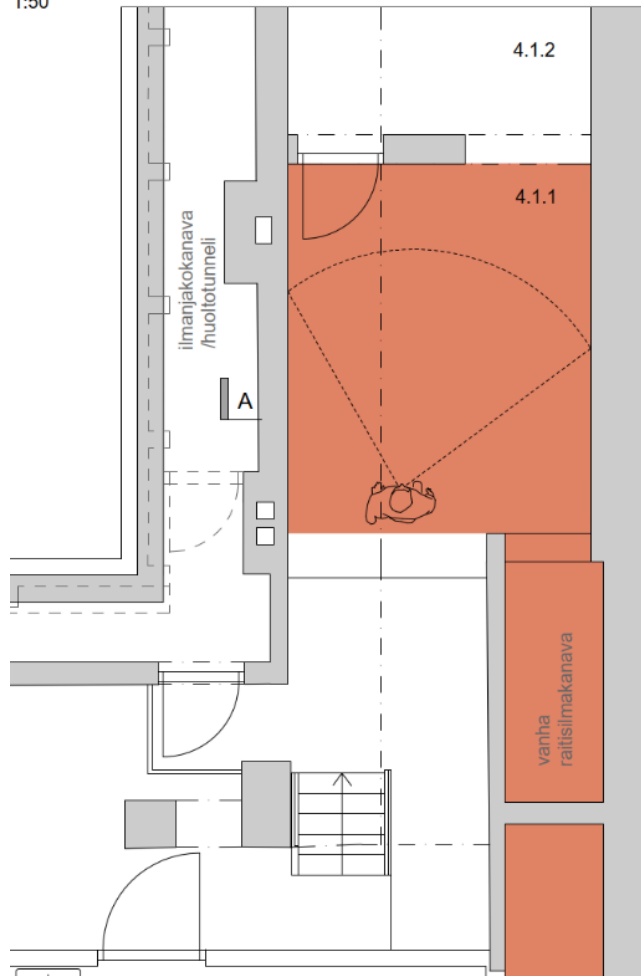 1:50
4.1.2
4.1.1
ilmanjakokanava
/huoltotunneli
A
vanha
raitisilmakanava